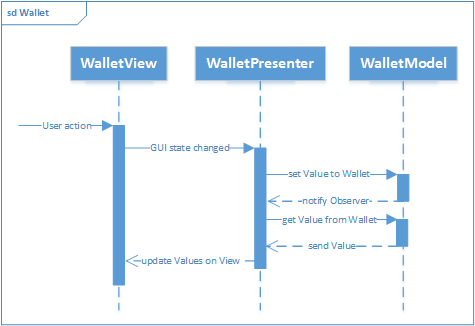 sd Wallet
WalletView
WalletPresenter
WalletModel
User action
GUI state changed
set Value to Wallet
notify Observer
get Value from Wallet
send Value
update Values on View